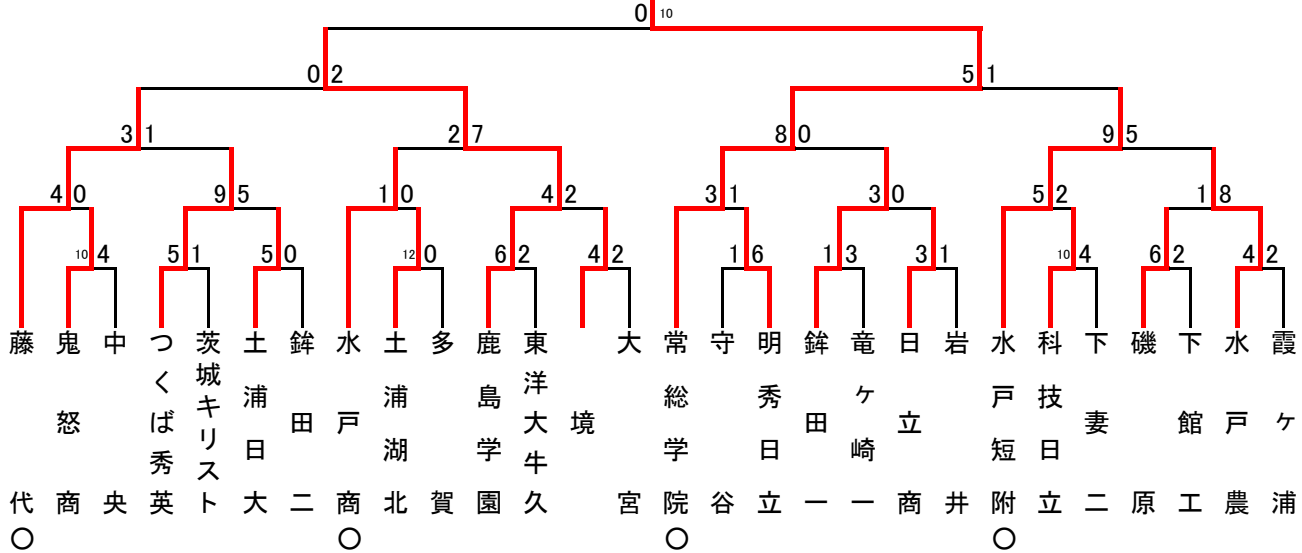 0 10
0 2
5 1
3 1
2 7
8 0
9 5
4 0
9 5
1 0
4 2
3 1
3 0
5 2
1 8
10 4
5 1
5 0
12 0
6 2
4 2
1 6
1 3
3 1
10 4
6 2
4 2
藤代○
鬼怒商
中央
つくば秀英
茨城キリスト
土浦日大
鉾田二
水戸商○
土浦湖北
多賀
鹿島学園
東洋大牛久
境
大宮
常総学院○
守谷
明秀日立
鉾田一
竜ヶ崎一
日立商
岩井
水戸短附○
科技日立
下妻二
磯原
下館工
水戸農
霞ヶ浦